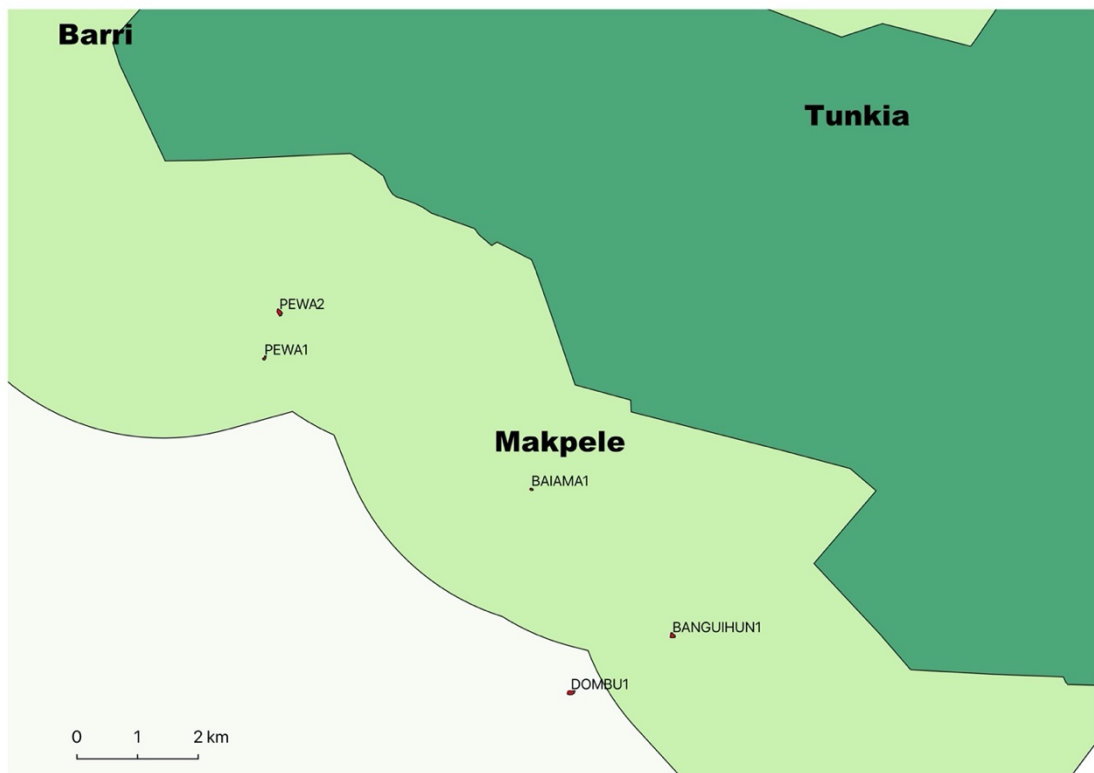 Barri
Tunkia
PEWA2
PEWA1
Makpele
BAIAMA1
BANGUIHUN1
DOMBU1
0 1 2 km